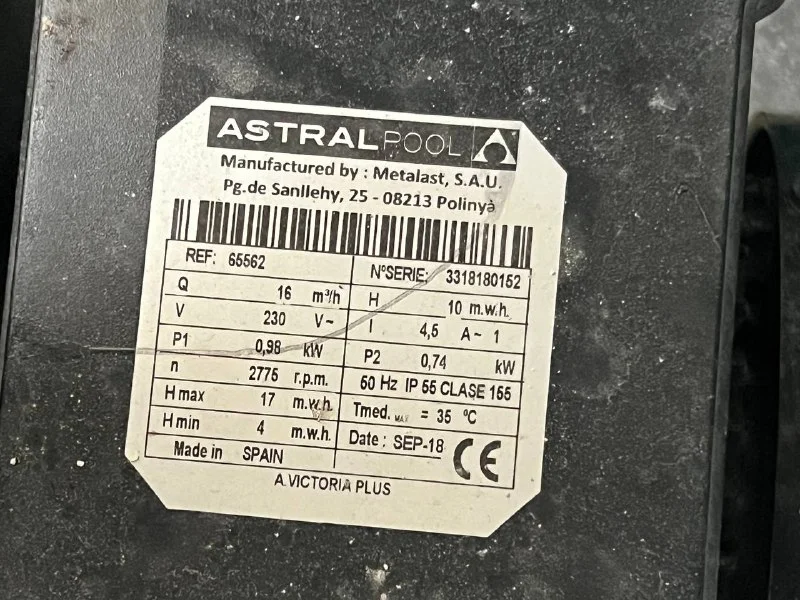 ASTRALPOOL
Manufactured by : Metalast, S.A.U.
Pg.de Sanllehy, 25 - 08213 Polinyà
REF: 65562 NºSERIE: 3318180152
Q 16 m³/h H 10 m.w.h.
V 230 V~ I 4,5 A~ 1
P1 0,98 kW P2 0,74 kW
n 2775 r.p.m. 50 Hz IP 55 CLASE 155
H max 17 m.w.h. Tmed. MAX = 35 ºC
H min 4 m.w.h. Date : SEP-18 CE
Made in SPAIN
A.VICTORIA PLUS